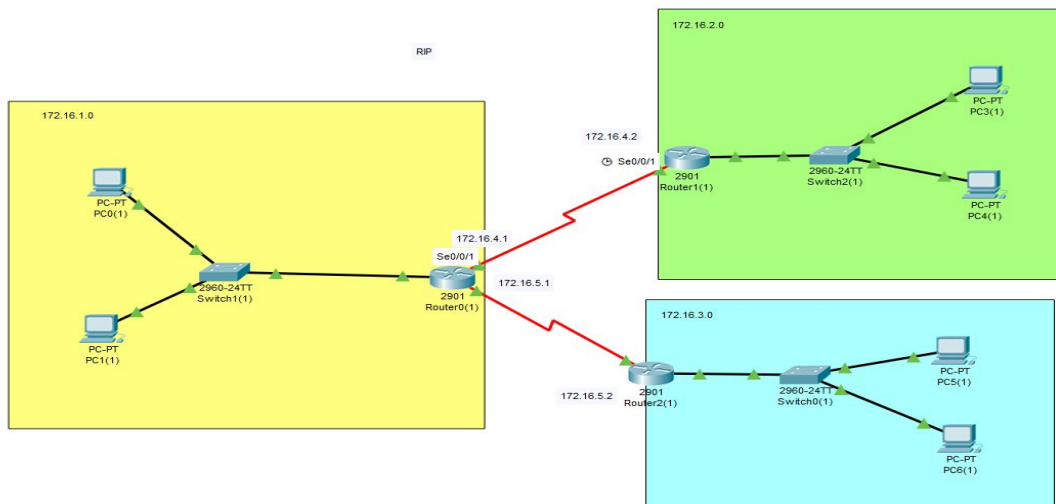 RIP
172.16.1.0
PC-PT
PC0(1)
PC-PT
PC1(1)
2960-24TT
Switch1(1)
172.16.4.1
Se0/0/1
2901
Router0(1)
172.16.5.1
172.16.2.0
172.16.4.2
Se0/0/1
2901
Router1(1)
2960-24TT
Switch2(1)
PC-PT
PC3(1)
PC-PT
PC4(1)
172.16.3.0
172.16.5.2
2901
Router2(1)
2960-24TT
Switch0(1)
PC-PT
PC5(1)
PC-PT
PC6(1)